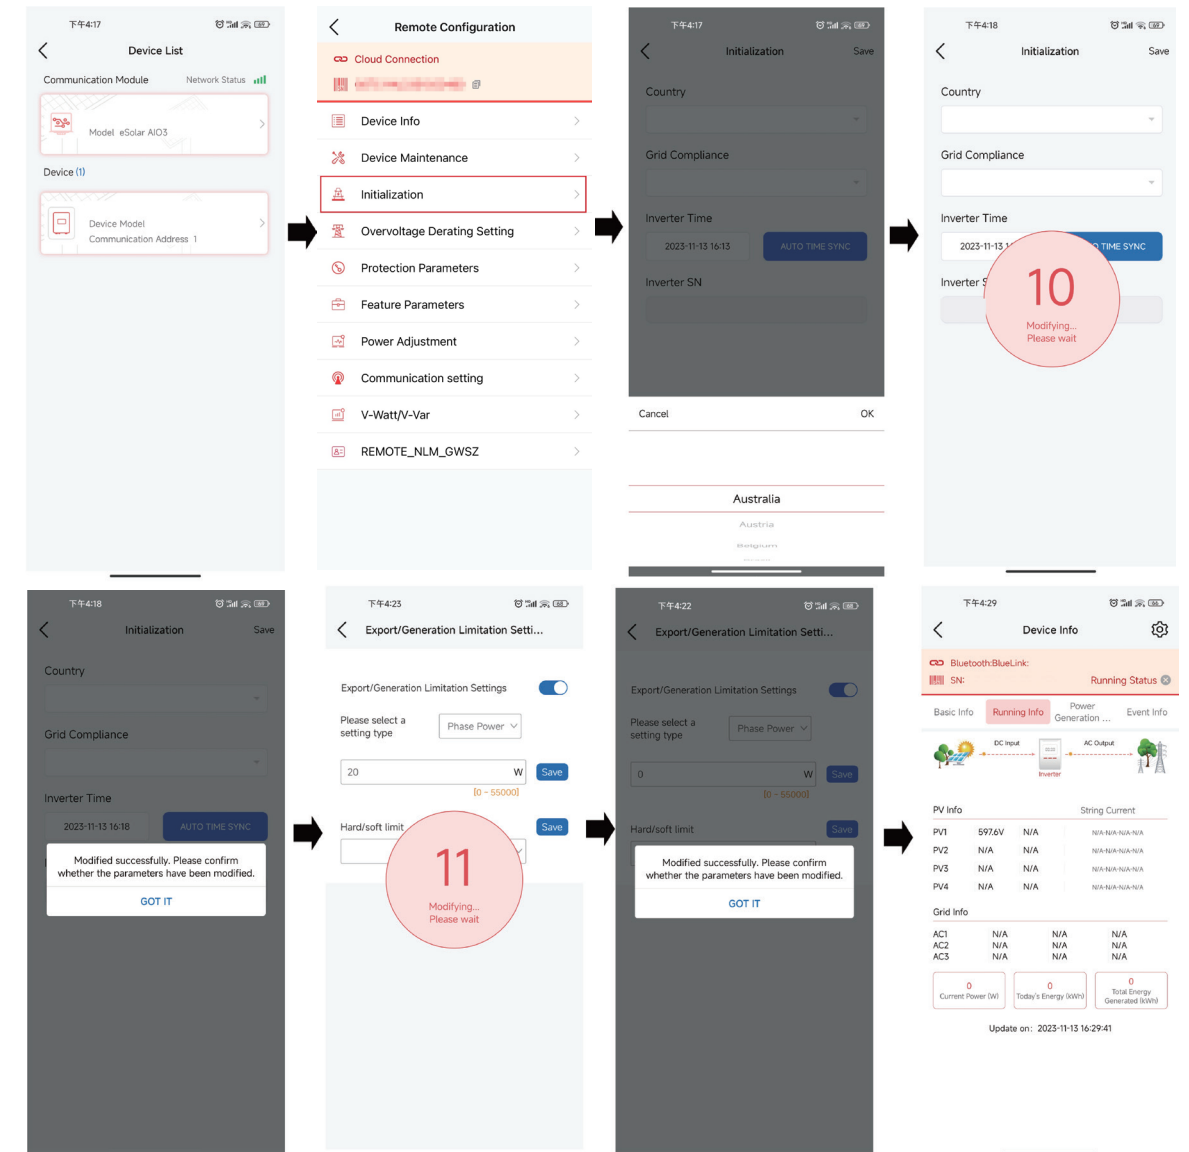 下午4:17
69
Device List
Communication Module Network Status
Model eSolar AIO3
Device (1)
Device Model
Communication Address 1
Remote Configuration
Cloud Connection
Device Info
Device Maintenance
Initialization
Overvoltage Derating Setting
Protection Parameters
Feature Parameters
Power Adjustment
Communication setting
V-Watt/V-Var
REMOTE_NLM_GWSZ
下午4:17
69
Initialization Save
Country
Grid Compliance
Inverter Time
2023-11-13 16:13 AUTO TIME SYNC
Inverter SN
Cancel OK
Australia
Austria
Belgium
下午4:18
Initialization Save
Country
Grid Compliance
Inverter Time
2023-11-13 TIME SYNC
Inverter
10
Modifying...
Please wait
下午4:18
Initialization Save
Country
Grid Compliance
Inverter Time
2023-11-13 16:18 AUTO TIME SYNC
Modified successfully. Please confirm
whether the parameters have been modified.
GOT IT
下午4:23
68
Export/Generation Limitation Setti...
Export/Generation Limitation Settings
Please select a
setting type
Phase Power
20 W Save
[0 ~ 55000]
Hard/soft limit Save
11
Modifying...
Please wait
下午4:22
68
Export/Generation Limitation Setti...
Export/Generation Limitation Settings
Please select a
setting type
Phase Power
0 W Save
[0 ~ 55000]
Hard/soft limit Save
Modified successfully. Please confirm
whether the parameters have been modified.
GOT IT
下午4:29
Device Info
Bluetooth:BlueLink:
SN: Running Status
Basic Info Running Info Power Generation ... Event Info
DC Input AC Output
Inverter
PV Info String Current
PV1 597.6V N/A N/A-N/A-N/A-N/A
PV2 N/A N/A N/A-N/A-N/A-N/A
PV3 N/A N/A N/A-N/A-N/A-N/A
PV4 N/A N/A N/A-N/A-N/A-N/A
Grid Info
AC1 N/A N/A N/A
AC2 N/A N/A N/A
AC3 N/A N/A N/A
0 0 0
Current Power (W) Today's Energy (kWh) Total Energy Generated (kWh)
Update on: 2023-11-13 16:29:41